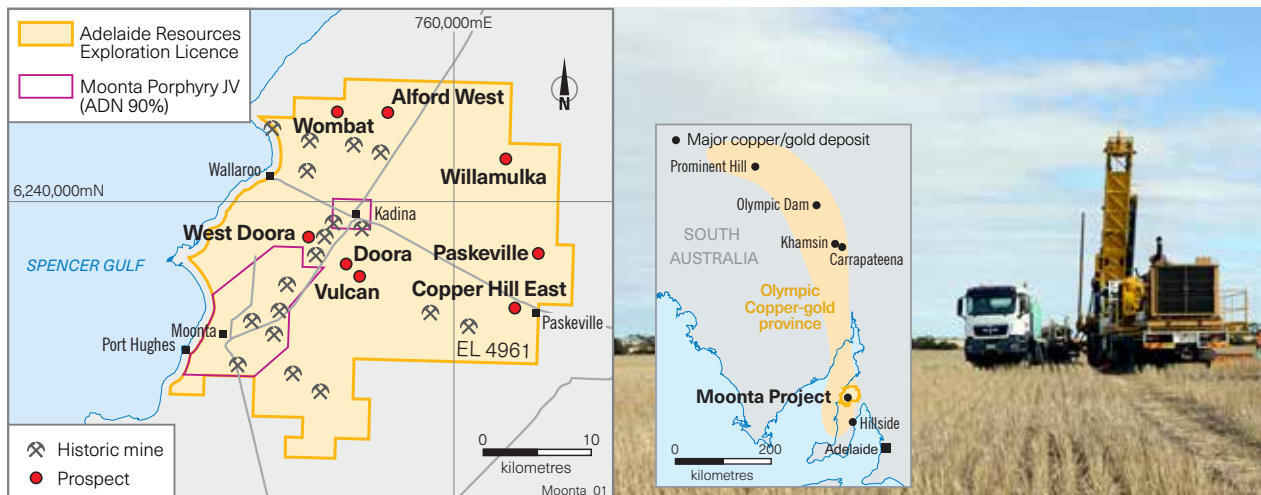 Adelaide Resources
Exploration Licence
Moonta Porphyry JV
(ADN 90%)
760,000mE
N
Alford West
Wombat
Wallaroo
Willamulka
6,240,000mN
Kadina
West Doora
Doora
Paskeville
SPENCER GULF
Vulcan
Copper Hill East
Paskeville
Moonta
Port Hughes
EL 4961
Historic mine
Prospect
0 10
kilometres
Moonta 01
Major copper/gold deposit
Prominent Hill
Olympic Dam
SOUTH
AUSTRALIA
Khamsin
Carrapateena
Olympic
Copper-gold
province
Moonta Project
Hillside
Adelaide
0 200
kilometres